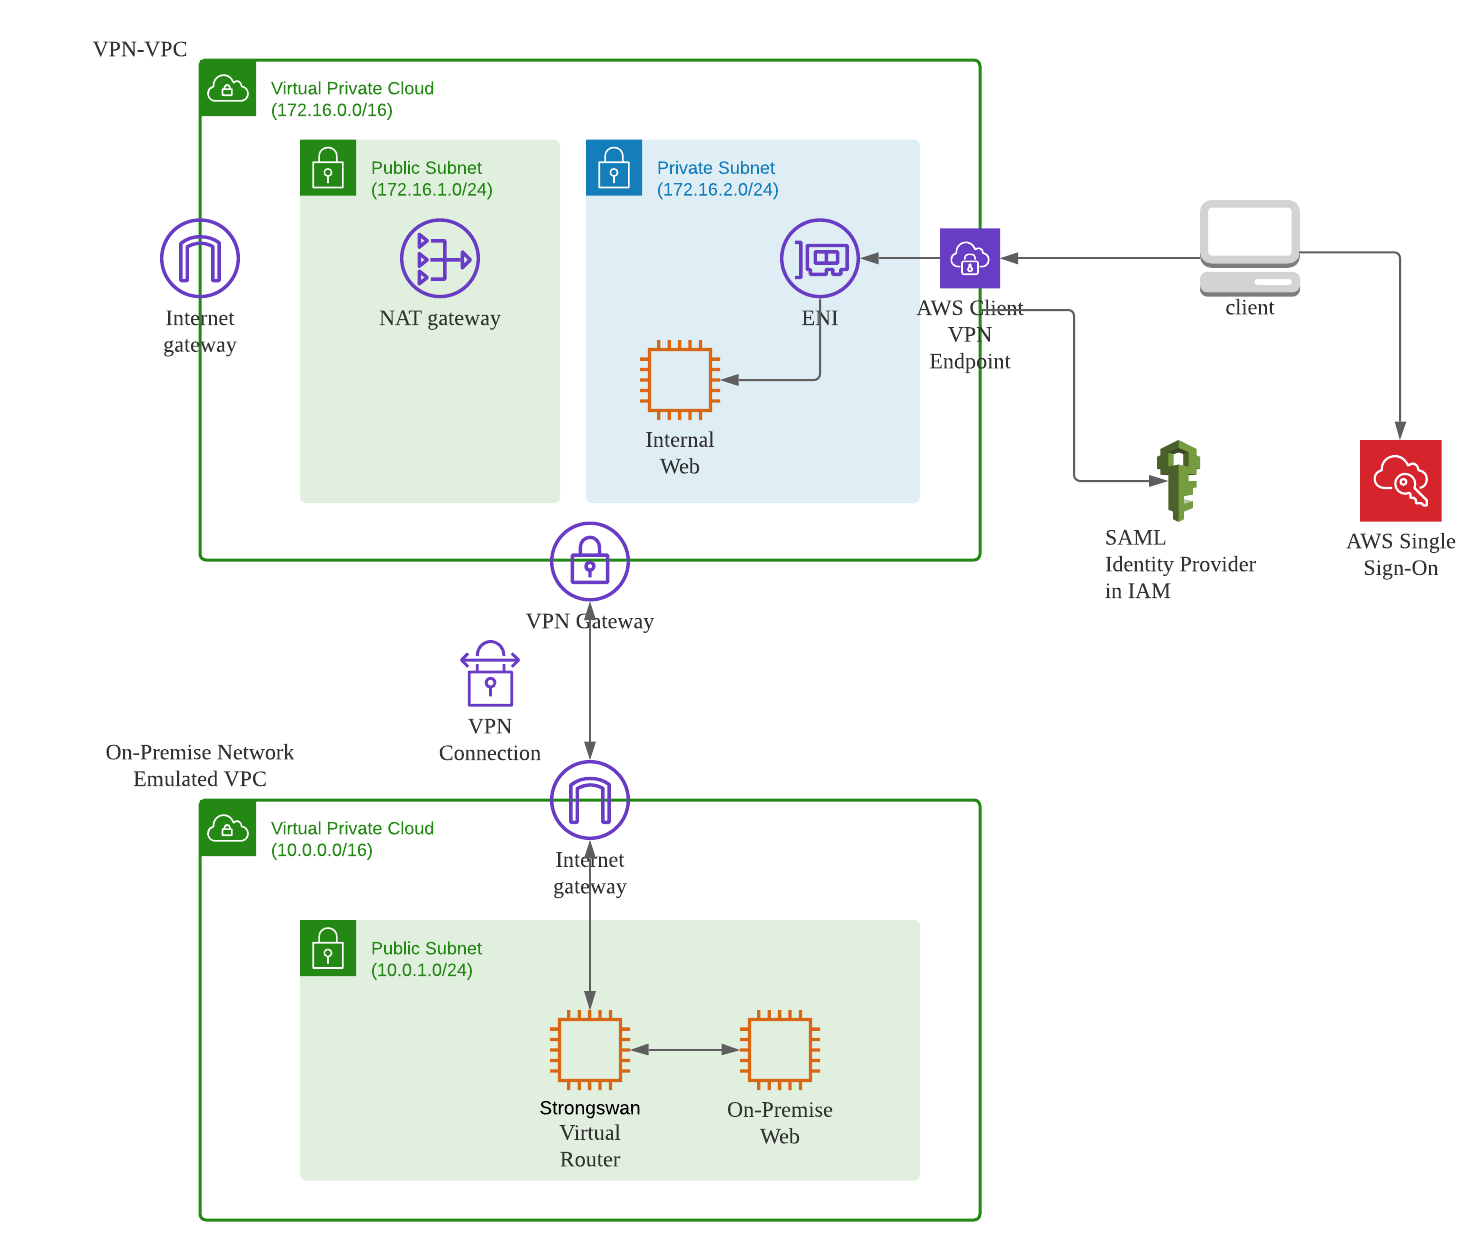 VPN-VPC
Virtual Private Cloud
(172.16.0.0/16)
Public Subnet
(172.16.1.0/24)
Private Subnet
(172.16.2.0/24)
Internet
gateway
NAT gateway
ENI
AWS Client
VPN
Endpoint
client
Internal
Web
SAML
Identity Provider
in IAM
AWS Single
Sign-On
VPN Gateway
VPN
Connection
On-Premise Network
Emulated VPC
Virtual Private Cloud
(10.0.0.0/16)
Internet
gateway
Public Subnet
(10.0.1.0/24)
Strongswan
Virtual
Router
On-Premise
Web